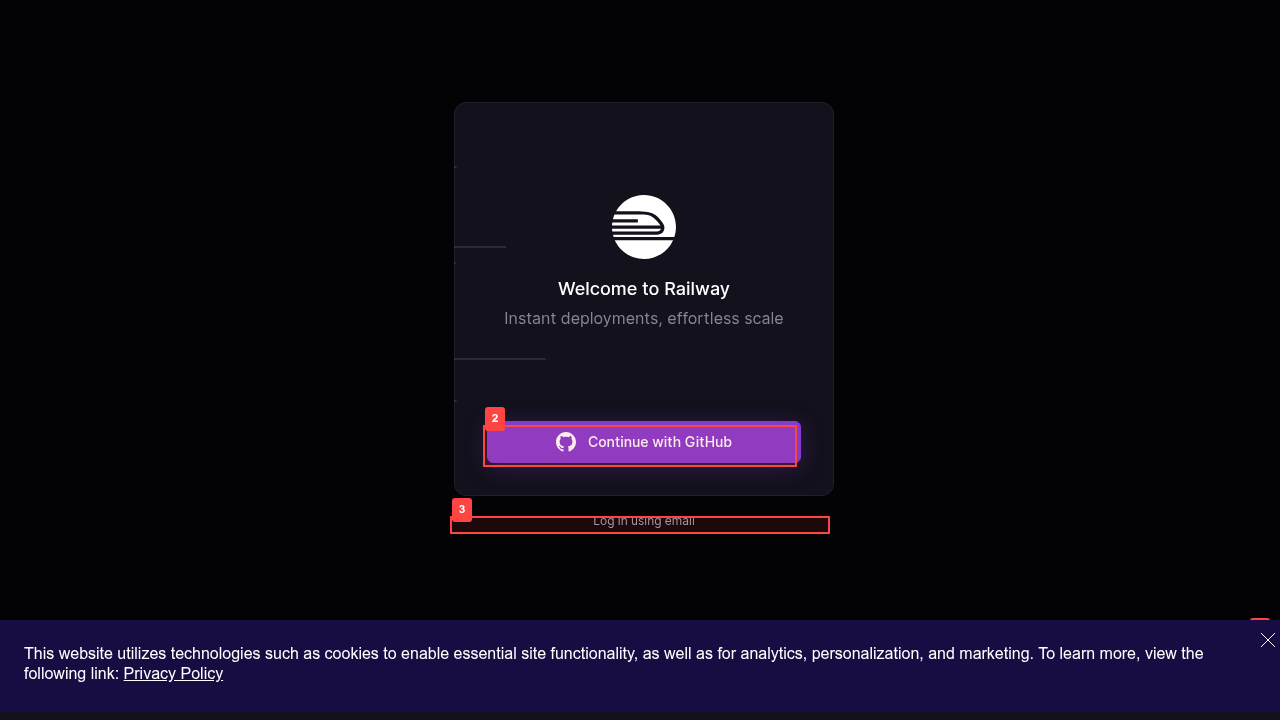 Welcome to Railway
Instant deployments, effortless scale
2
Continue with GitHub
3
Log in using email
This website utilizes technologies such as cookies to enable essential site functionality, as well as for analytics, personalization, and marketing. To learn more, view the
following link: Privacy Policy